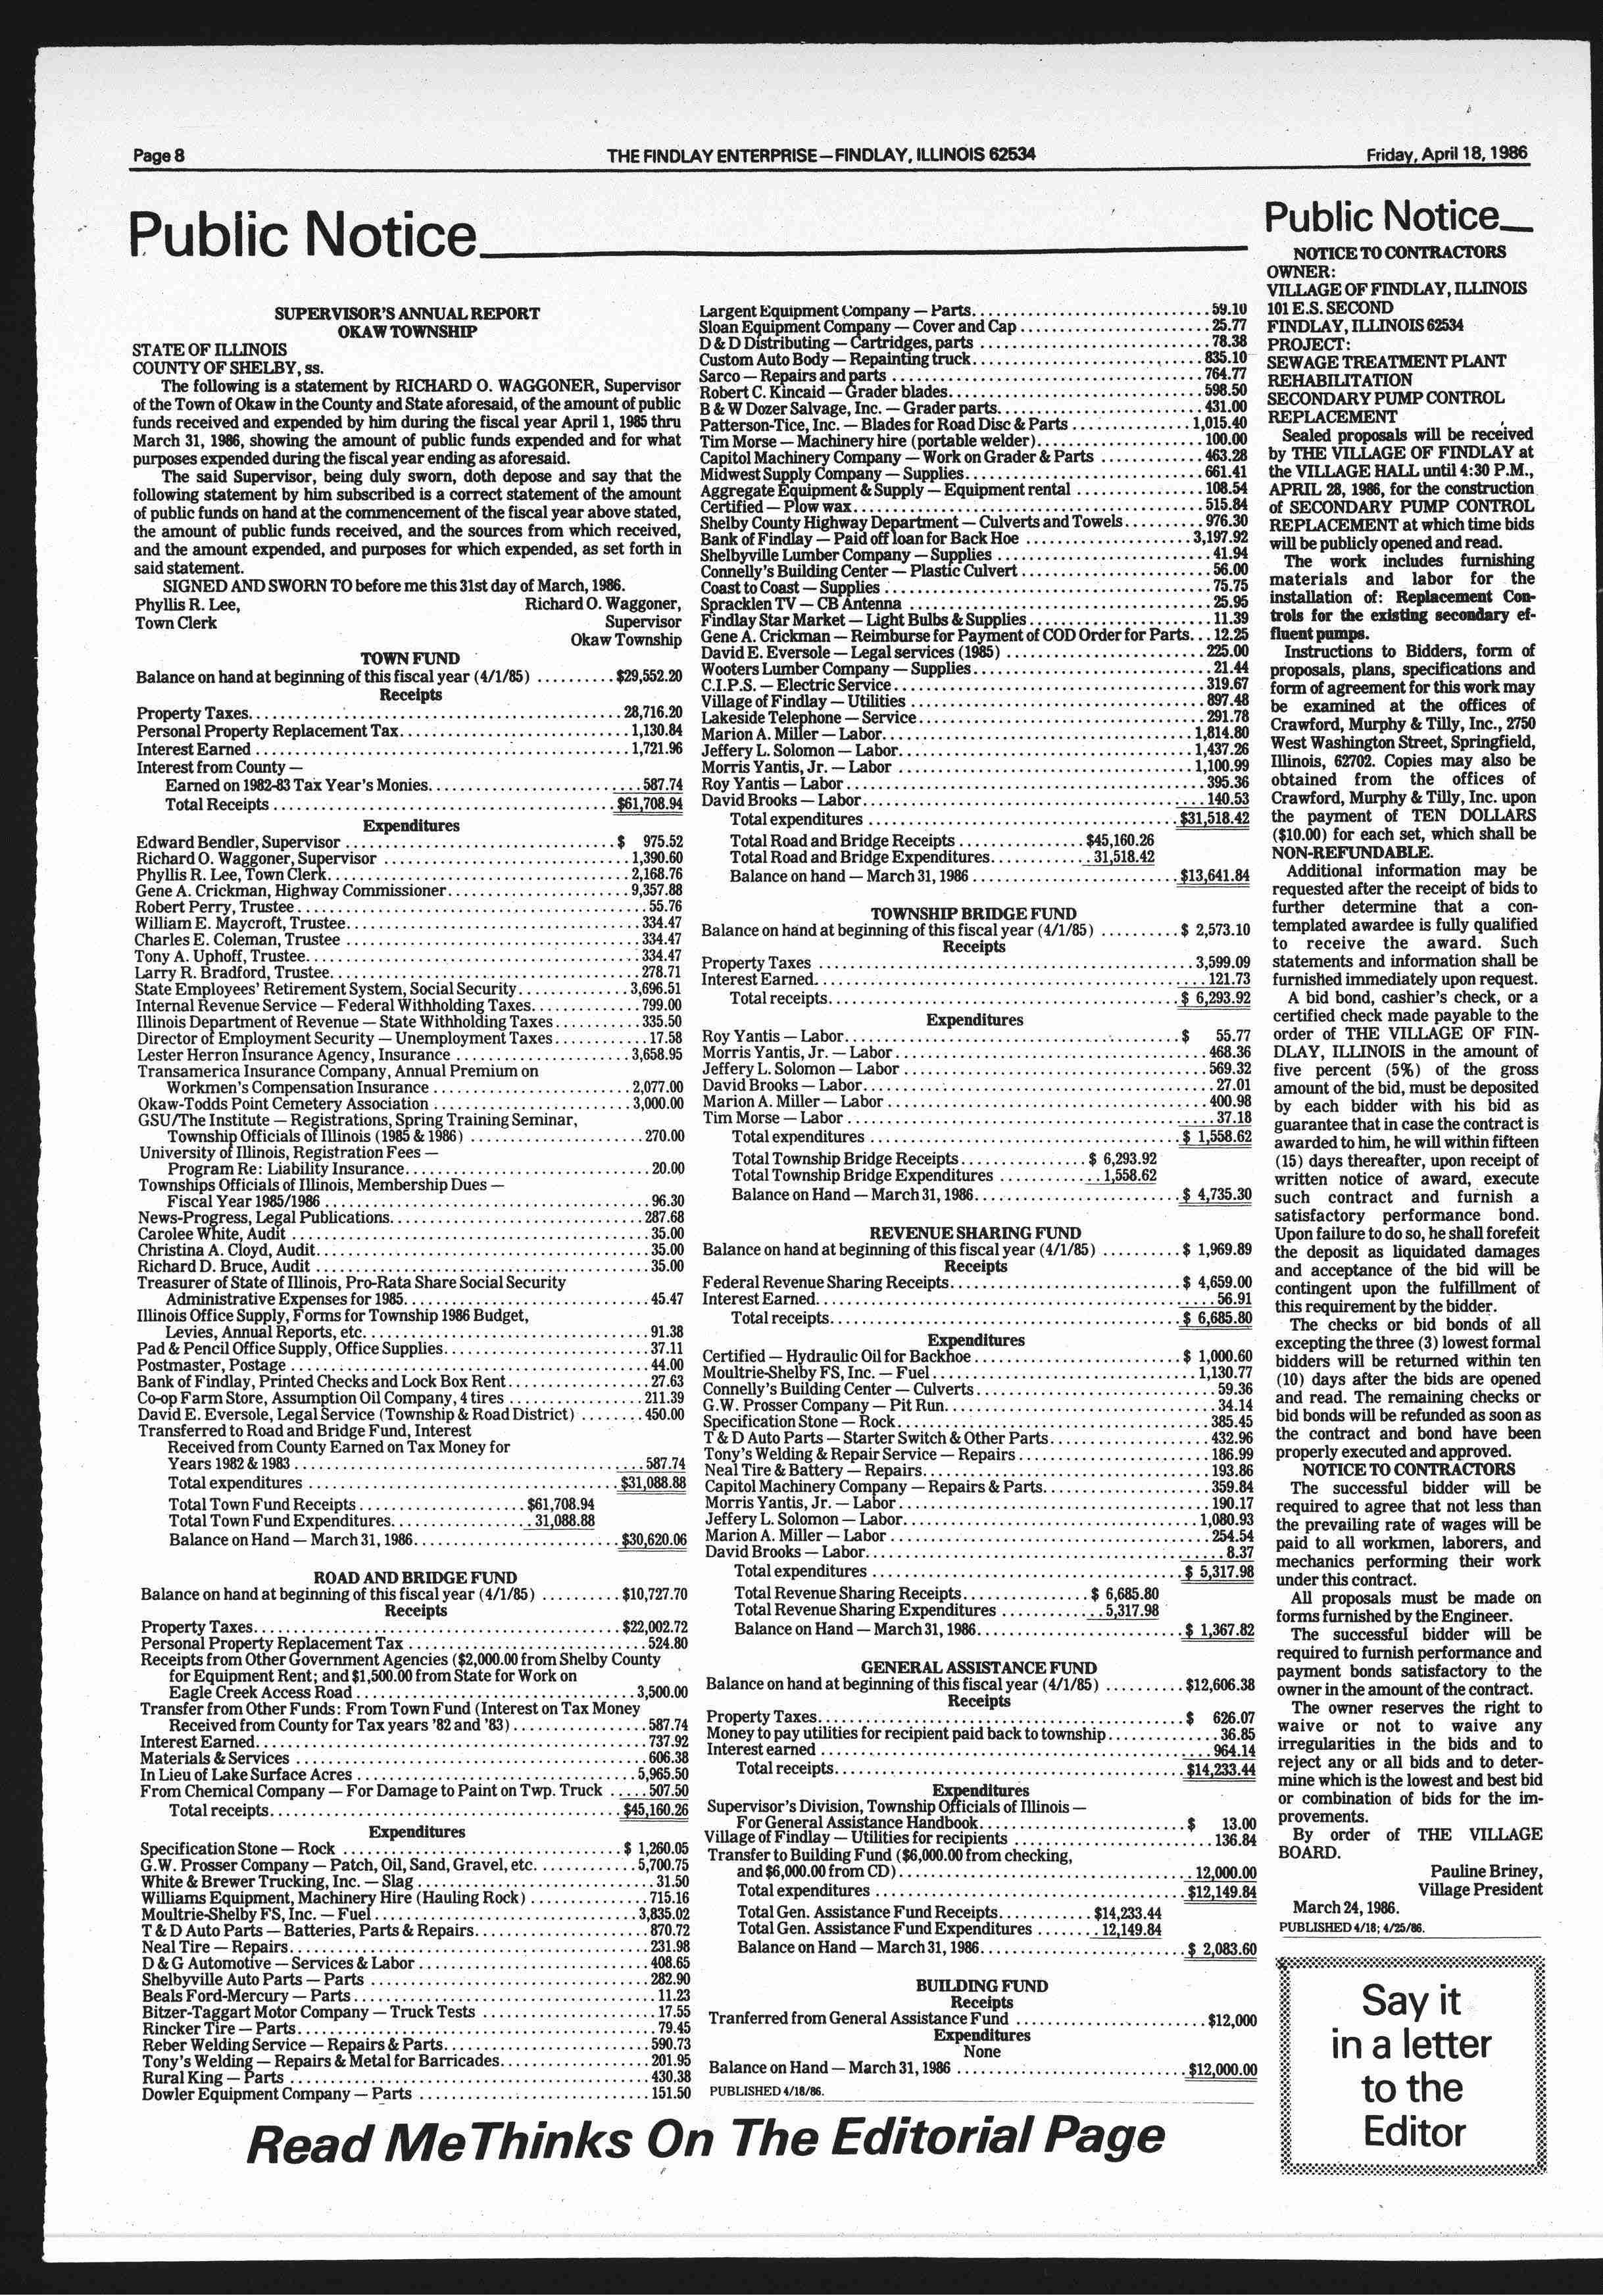 Page 8
THE FINDLAY ENTERPRISE—FINDLAY, ILLINOIS 62534
Friday, April 18, 1986
Public Notice
SUPERVISOR'S ANNUAL REPORT
OKAW TOWNSHIP
STATE OF ILLINOIS
COUNTY OF SHELBY, ss.
The following is a statement by RICHARD O. WAGGONER, Supervisor
of the Town of Okaw in the County and State aforesaid, of the amount of public
funds received and expended by him during the fiscal year April 1, 1985 thru
March 31, 1986, showing the amount of public funds expended and for what
purposes expended during the fiscal year ending as aforesaid.
The said Supervisor, being duly sworn, doth depose and say that the
following statement by him subscribed is a correct statement of the amount
of public funds on hand at the commencement of the fiscal year above stated,
the amount of public funds received, and the sources from which received,
and the amount expended, and purposes for which expended, as set forth in
said statement.
SIGNED AND SWORN TO before me this 31st day of March, 1986.
Phyllis R. Lee, Richard O. Waggoner,
Town Clerk Supervisor
Okaw Township
TOWN FUND
Balance on hand at beginning of this fiscal year (4/1/85) .......... $29,552.20
Receipts
Property Taxes.......... 28,716.20
Personal Property Replacement Tax.......... 1,130.84
Interest Earned .......... 1,721.96
Interest from County —
Earned on 1982-83 Tax Year's Monies.......... 587.74
Total Receipts .......... $61,708.94
Expenditures
Edward Bendler, Supervisor .......... $ 975.52
Richard O. Waggoner, Supervisor .......... 1,390.60
Phyllis R. Lee, Town Clerk.......... 2,168.76
Gene A. Crickman, Highway Commissioner.......... 9,357.88
Robert Perry, Trustee.......... 55.76
William E. Maycroft, Trustee.......... 334.47
Charles E. Coleman, Trustee .......... 334.47
Tony A. Uphoff, Trustee.......... 334.47
Larry R. Bradford, Trustee.......... 278.71
State Employees' Retirement System, Social Security.......... 3,696.51
Internal Revenue Service — Federal Withholding Taxes.......... 799.00
Illinois Department of Revenue — State Withholding Taxes.......... 335.50
Director of Employment Security — Unemployment Taxes.......... 17.58
Lester Herron Insurance Agency, Insurance .......... 3,658.95
Transamerica Insurance Company, Annual Premium on
Workmen's Compensation Insurance .......... 2,077.00
Okaw-Todds Point Cemetery Association .......... 3,000.00
GSU/The Institute — Registrations, Spring Training Seminar,
Township Officials of Illinois (1985 & 1986) .......... 270.00
University of Illinois, Registration Fees —
Program Re: Liability Insurance.......... 20.00
Townships Officials of Illinois, Membership Dues —
Fiscal Year 1985/1986 .......... 96.30
News-Progress, Legal Publications.......... 287.68
Carolee White, Audit .......... 35.00
Christina A. Cloyd, Audit.......... 35.00
Richard D. Bruce, Audit .......... 35.00
Treasurer of State of Illinois, Pro-Rata Share Social Security
Administrative Expenses for 1985.......... 45.47
Illinois Office Supply, Forms for Township 1986 Budget,
Levies, Annual Reports, etc.......... 91.38
Pad & Pencil Office Supply, Office Supplies.......... 37.11
Postmaster, Postage .......... 44.00
Bank of Findlay, Printed Checks and Lock Box Rent.......... 27.63
Co-op Farm Store, Assumption Oil Company, 4 tires .......... 211.39
David E. Eversole, Legal Service (Township & Road District) .......... 450.00
Transferred to Road and Bridge Fund, Interest
Received from County Earned on Tax Money for
Years 1982 & 1983 .......... 587.74
Total expenditures .......... $31,088.88
Total Town Fund Receipts .......... $61,708.94
Total Town Fund Expenditures.......... 31,088.88
Balance on Hand — March 31, 1986.......... $30,620.06
ROAD AND BRIDGE FUND
Balance on hand at beginning of this fiscal year (4/1/85) .......... $10,727.70
Receipts
Property Taxes.......... $22,002.72
Personal Property Replacement Tax .......... 524.80
Receipts from Other Government Agencies ($2,000.00 from Shelby County
for Equipment Rent; and $1,500.00 from State for Work on
Eagle Creek Access Road .......... 3,500.00
Transfer from Other Funds: From Town Fund (Interest on Tax Money
Received from County for Tax years '82 and '83) .......... 587.74
Interest Earned.......... 737.92
Materials & Services .......... 606.38
In Lieu of Lake Surface Acres .......... 5,965.50
From Chemical Company — For Damage to Paint on Twp. Truck .......... 507.50
Total receipts.......... $45,160.26
Expenditures
Specification Stone — Rock .......... $ 1,260.05
G.W. Prosser Company — Patch, Oil, Sand, Gravel, etc. .......... 5,700.75
White & Brewer Trucking, Inc. — Slag .......... 31.50
Williams Equipment, Machinery Hire (Hauling Rock) .......... 715.16
Moultrie-Shelby FS, Inc. — Fuel.......... 3,835.02
T & D Auto Parts — Batteries, Parts & Repairs.......... 870.72
Neal Tire — Repairs.......... 231.98
D & G Automotive — Services & Labor .......... 408.65
Shelbyville Auto Parts — Parts .......... 282.90
Beals Ford-Mercury — Parts.......... 11.23
Bitzer-Taggart Motor Company — Truck Tests .......... 17.55
Rincker Tire — Parts.......... 79.45
Reber Welding Service — Repairs & Parts.......... 590.73
Tony's Welding — Repairs & Metal for Barricades.......... 201.95
Rural King — Parts .......... 430.38
Dowler Equipment Company — Parts .......... 151.50
Largent Equipment Company — Parts.......... 59.10
Sloan Equipment Company — Cover and Cap .......... 25.77
D & D Distributing — Cartridges, parts .......... 78.38
Custom Auto Body — Repainting truck.......... 835.10
Sarco — Repairs and parts .......... 764.77
Robert C. Kincaid — Grader blades.......... 598.50
B & W Dozer Salvage, Inc. — Grader parts.......... 431.00
Patterson-Tice, Inc. — Blades for Road Disc & Parts .......... 1,015.40
Tim Morse — Machinery hire (portable welder).......... 100.00
Capitol Machinery Company — Work on Grader & Parts .......... 463.28
Midwest Supply Company — Supplies.......... 661.41
Aggregate Equipment & Supply — Equipment rental .......... 108.54
Certified — Plow wax.......... 515.84
Shelby County Highway Department — Culverts and Towels.......... 976.30
Bank of Findlay — Paid off loan for Back Hoe .......... 3,197.92
Shelbyville Lumber Company — Supplies .......... 41.94
Connelly's Building Center — Plastic Culvert .......... 56.00
Coast to Coast — Supplies .......... 75.75
Spracklen TV — CB Antenna .......... 25.95
Findlay Star Market — Light Bulbs & Supplies .......... 11.39
Gene A. Crickman — Reimburse for Payment of COD Order for Parts... 12.25
David E. Eversole — Legal services (1985) .......... 225.00
Wooters Lumber Company — Supplies.......... 21.44
C.I.P.S. — Electric Service.......... 319.67
Village of Findlay — Utilities .......... 897.48
Lakeside Telephone — Service.......... 291.78
Marion A. Miller — Labor.......... 1,814.80
Jeffery L. Solomon — Labor.......... 1,437.26
Morris Yantis, Jr. — Labor .......... 1,100.99
Roy Yantis — Labor .......... 395.36
David Brooks — Labor.......... 140.53
Total expenditures .......... $31,518.42
Total Road and Bridge Receipts .......... $45,160.26
Total Road and Bridge Expenditures.......... 31,518.42
Balance on hand — March 31, 1986 .......... $13,641.84
TOWNSHIP BRIDGE FUND
Balance on hand at beginning of this fiscal year (4/1/85) .......... $ 2,573.10
Receipts
Property Taxes .......... 3,599.09
Interest Earned.......... 121.73
Total receipts.......... $ 6,293.92
Expenditures
Roy Yantis — Labor.......... $ 55.77
Morris Yantis, Jr. — Labor .......... 468.36
Jeffery L. Solomon — Labor .......... 569.32
David Brooks — Labor.......... 27.01
Marion A. Miller — Labor .......... 400.98
Tim Morse — Labor .......... 37.18
Total expenditures .......... $ 1,558.62
Total Township Bridge Receipts.......... $ 6,293.92
Total Township Bridge Expenditures .......... 1,558.62
Balance on Hand — March 31, 1986.......... $ 4,735.30
REVENUE SHARING FUND
Balance on hand at beginning of this fiscal year (4/1/85) .......... $ 1,969.89
Receipts
Federal Revenue Sharing Receipts.......... $ 4,659.00
Interest Earned.......... 56.91
Total receipts.......... $ 6,685.80
Expenditures
Certified — Hydraulic Oil for Backhoe .......... $ 1,000.60
Moultrie-Shelby FS, Inc. — Fuel.......... 1,130.77
Connelly's Building Center — Culverts .......... 59.36
G.W. Prosser Company — Pit Run.......... 34.14
Specification Stone — Rock.......... 385.45
T & D Auto Parts — Starter Switch & Other Parts.......... 432.96
Tony's Welding & Repair Service — Repairs .......... 186.99
Neal Tire & Battery — Repairs.......... 193.86
Capitol Machinery Company — Repairs & Parts.......... 359.84
Morris Yantis, Jr. — Labor .......... 190.17
Jeffery L. Solomon — Labor.......... 1,080.93
Marion A. Miller — Labor .......... 254.54
David Brooks — Labor.......... 8.37
Total expenditures .......... $ 5,317.98
Total Revenue Sharing Receipts.......... $ 6,685.80
Total Revenue Sharing Expenditures .......... 5,317.98
Balance on Hand — March 31, 1986.......... $ 1,367.82
GENERAL ASSISTANCE FUND
Balance on hand at beginning of this fiscal year (4/1/85) .......... $12,606.38
Receipts
Property Taxes.......... $ 626.07
Money to pay utilities for recipient paid back to township.......... 36.85
Interest earned .......... 964.14
Total receipts.......... $14,233.44
Expenditures
Supervisor's Division, Township Officials of Illinois —
For General Assistance Handbook.......... $ 13.00
Village of Findlay — Utilities for recipients .......... 136.84
Transfer to Building Fund ($6,000.00 from checking,
and $6,000.00 from CD).......... 12,000.00
Total expenditures .......... $12,149.84
Total Gen. Assistance Fund Receipts.......... $14,233.44
Total Gen. Assistance Fund Expenditures .......... 12,149.84
Balance on Hand — March 31, 1986.......... $ 2,083.60
BUILDING FUND
Receipts
Tranferred from General Assistance Fund .......... $12,000
Expenditures
None
Balance on Hand — March 31, 1986 .......... $12,000.00
PUBLISHED 4/18/86.
Public Notice
NOTICE TO CONTRACTORS
OWNER:
VILLAGE OF FINDLAY, ILLINOIS
101 E.S. SECOND
FINDLAY, ILLINOIS 62534
PROJECT:
SEWAGE TREATMENT PLANT
REHABILITATION
SECONDARY PUMP CONTROL
REPLACEMENT
Sealed proposals will be received
by THE VILLAGE OF FINDLAY at
the VILLAGE HALL until 4:30 P.M.,
APRIL 28, 1986, for the construction
of SECONDARY PUMP CONTROL
REPLACEMENT at which time bids
will be publicly opened and read.
The work includes furnishing
materials and labor for the
installation of: Replacement Con-
trols for the existing secondary ef-
fluent pumps.
Instructions to Bidders, form of
proposals, plans, specifications and
form of agreement for this work may
be examined at the offices of
Crawford, Murphy & Tilly, Inc., 2750
West Washington Street, Springfield,
Illinois, 62702. Copies may also be
obtained from the offices of
Crawford, Murphy & Tilly, Inc. upon
the payment of TEN DOLLARS
($10.00) for each set, which shall be
NON-REFUNDABLE.
Additional information may be
requested after the receipt of bids to
further determine that a con-
templated awardee is fully qualified
to receive the award. Such
statements and information shall be
furnished immediately upon request.
A bid bond, cashier's check, or a
certified check made payable to the
order of THE VILLAGE OF FIN-
DLAY, ILLINOIS in the amount of
five percent (5%) of the gross
amount of the bid, must be deposited
by each bidder with his bid as
guarantee that in case the contract is
awarded to him, he will within fifteen
(15) days thereafter, upon receipt of
written notice of award, execute
such contract and furnish a
satisfactory performance bond.
Upon failure to do so, he shall forefeit
the deposit as liquidated damages
and acceptance of the bid will be
contingent upon the fulfillment of
this requirement by the bidder.
The checks or bid bonds of all
excepting the three (3) lowest formal
bidders will be returned within ten
(10) days after the bids are opened
and read. The remaining checks or
bid bonds will be refunded as soon as
the contract and bond have been
properly executed and approved.
NOTICE TO CONTRACTORS
The successful bidder will be
required to agree that not less than
the prevailing rate of wages will be
paid to all workmen, laborers, and
mechanics performing their work
under this contract.
All proposals must be made on
forms furnished by the Engineer.
The successful bidder will be
required to furnish performance and
payment bonds satisfactory to the
owner in the amount of the contract.
The owner reserves the right to
waive or not to waive any
irregularities in the bids and to
reject any or all bids and to deter-
mine which is the lowest and best bid
or combination of bids for the im-
provements.
By order of THE VILLAGE
BOARD.
Pauline Briney,
Village President
March 24, 1986.
PUBLISHED 4/18; 4/25/86.
Say it
in a letter
to the
Editor
Read MeThinks On The Editorial Page